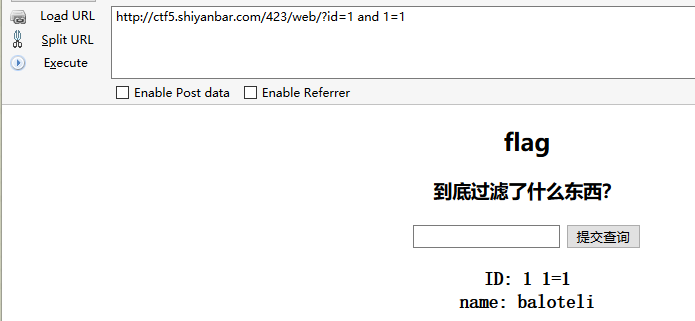 Load URL
http://ctf5.shiyanbar.com/423/web/?id=1 and 1=1
Split URL
Execute
Enable Post data Enable Referrer
flag
到底过滤了什么东西？
提交查询
ID: 1 1=1
name: baloteli